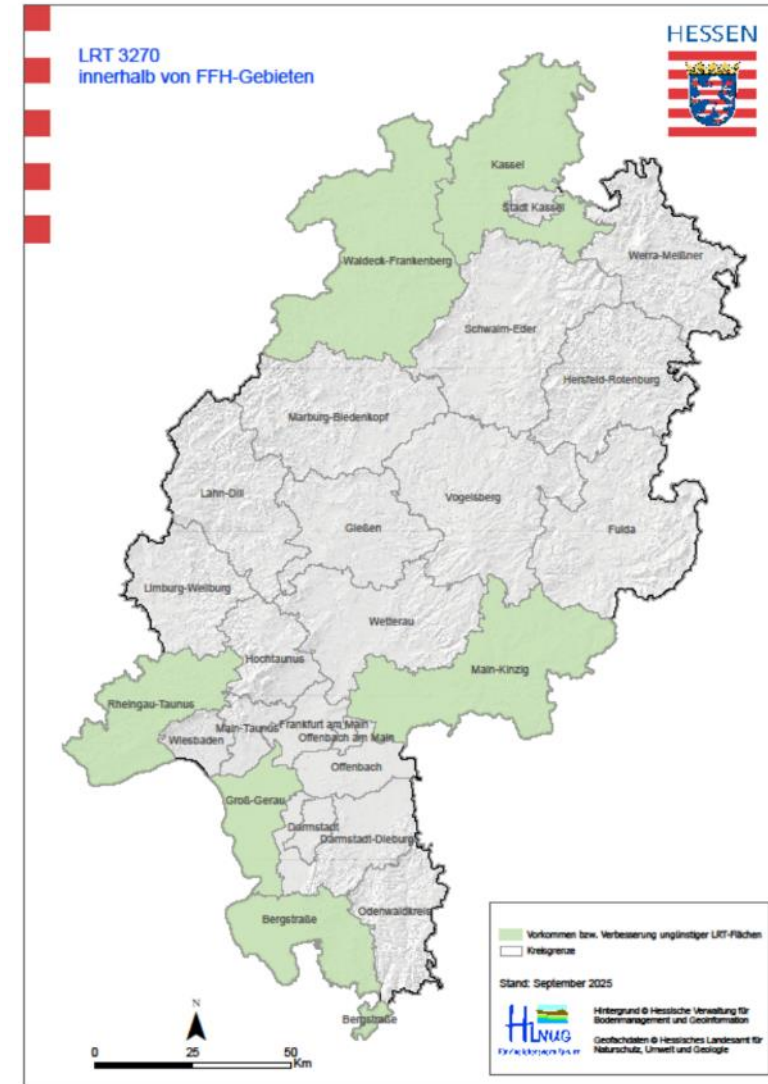 LRT 3270
innerhalb von FFH-Gebieten
HESSEN
Kassel
Stadt Kassel
Werra-Meißner
Waldeck-Frankenberg
Schwalm-Eder
Hersfeld-Rotenburg
Marburg-Biedenkopf
Lahn-Dill
Vogelsberg
Gießen
Fulda
Limburg-Weilburg
Wetterau
Hochtaunus
Main-Kinzig
Rheingau-Taunus
Main-Taunus
Frankfurt am Main
Wiesbaden
Offenbach am Main
Offenbach
Groß-Gerau
Darmstadt
Darmstadt-Dieburg
Odenwaldkreis
Bergstraße
Bergstraße
N
0 25 50
Km
Vorkommen bzw. Verbesserung ungünstiger LRT-Flächen
Kreisgrenze
Stand: September 2025
HLNUG
Hintergrund © Hessische Verwaltung für
Bodenmanagement und Geoinformation
Geofachdaten © Hessisches Landesamt für
Naturschutz, Umwelt und Geologie